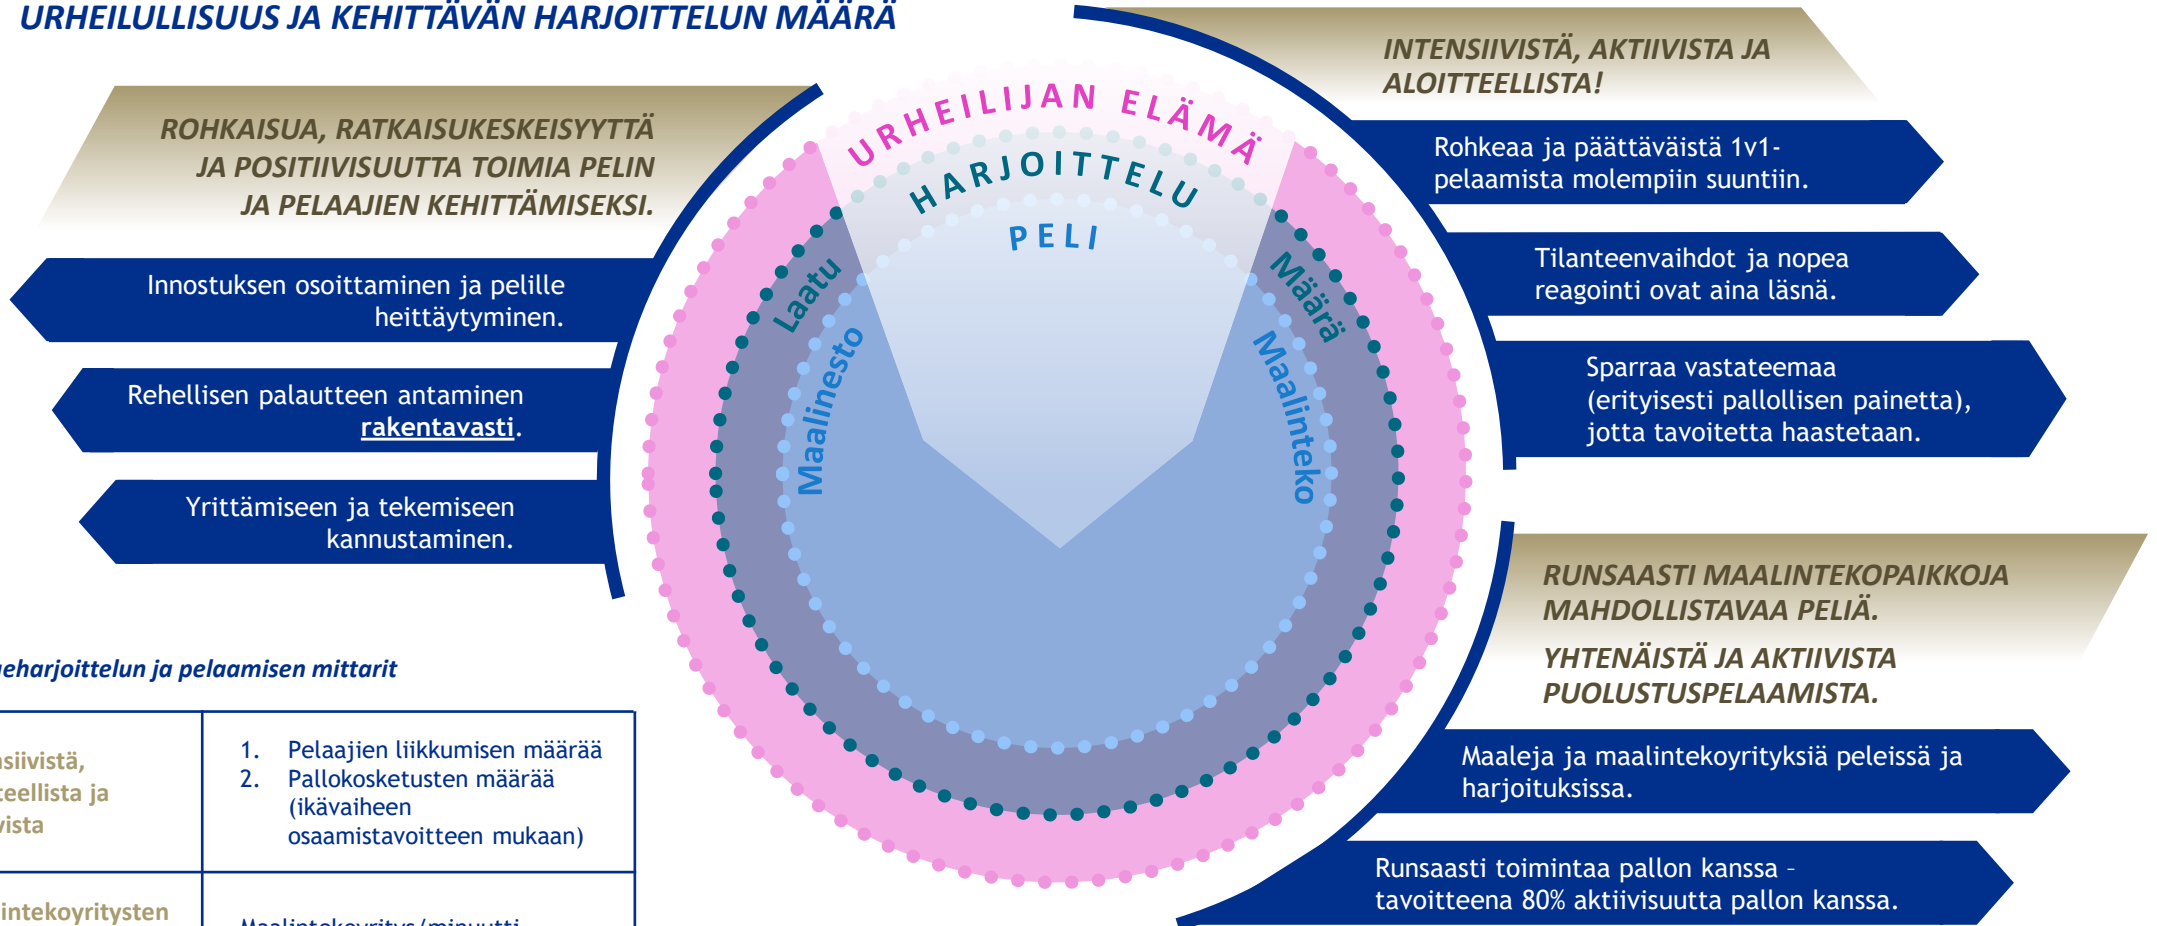 URHEILULLISUUS JA KEHITTÄVÄN HARJOITTELUN MÄÄRÄ
ROHKAISUA, RATKAISUKESKEISYYTTÄ
JA POSITIIVISUUTTA TOIMIA PELIN
JA PELAAJIEN KEHITTÄMISEKSI.
Innostuksen osoittaminen ja pelille
heittäytyminen.
Rehellisen palautteen antaminen
rakentavasti.
Yrittämiseen ja tekemiseen
kannustaminen.
URHEILIJAN ELÄMÄ
HARJOITTELU
PELI
Laatu
Määrä
Maalinesto
Maalinteko
INTENSIIVISTÄ, AKTIIVISTA JA
ALOITTEELLISTA!
Rohkeaa ja päättäväistä 1v1-
pelaamista molempiin suuntiin.
Tilanteenvaihdot ja nopea
reagointi ovat aina läsnä.
Sparraa vastateemaa
(erityisesti pallollisen painetta),
jotta tavoitetta haastetaan.
RUNSAASTI MAALINTEKOPAIKKOJA
MAHDOLLISTAVAA PELIÄ.
YHTENÄISTÄ JA AKTIIVISTA
PUOLUSTUSPELAAMISTA.
Maaleja ja maalintekoyrityksiä peleissä ja
harjoituksissa.
Runsaasti toimintaa pallon kanssa –
tavoitteena 80% aktiivisuutta pallon kanssa.
ja pelaamisen mittarit
ja
1. Pelaajien liikkumisen määrää
2. Pallokosketusten määrää
(ikävaiheen
osaamistavoitteen mukaan)
Maalintekoyritys/minuutti